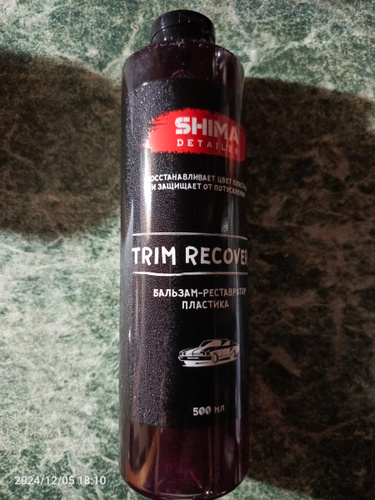 SHIMA
DETAILER
ВОССТАНАВЛИВАЕТ ЦВЕТ
И ЗАЩИЩАЕТ ОТ
TRIM RECOVER
БАЛЬЗАМ-РЕСТАВРАТОР
ПЛАСТИКА
500 мл
2024/12/05 18:10